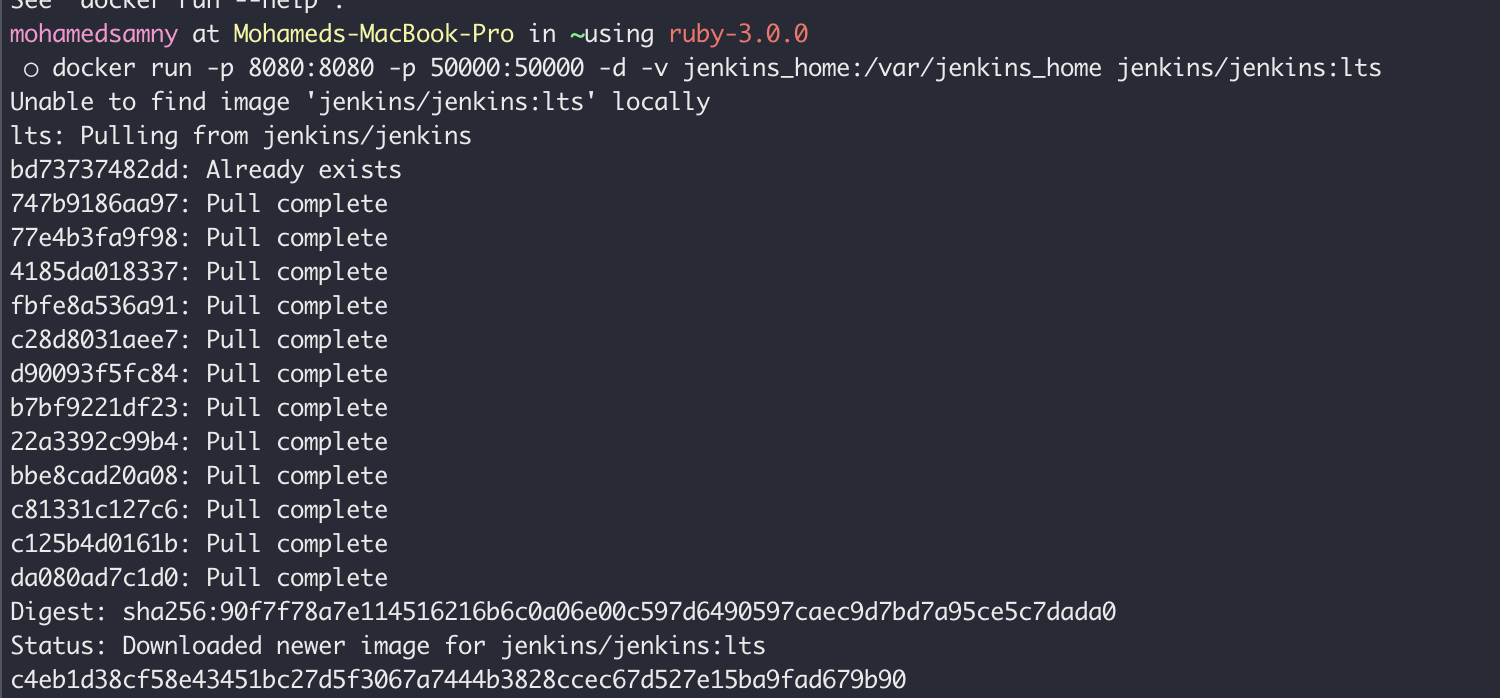 See 'docker run --help'.
mohamedsamny at Mohameds-MacBook-Pro in ~using ruby-3.0.0
○ docker run -p 8080:8080 -p 50000:50000 -d -v jenkins_home:/var/jenkins_home jenkins/jenkins:lts
Unable to find image 'jenkins/jenkins:lts' locally
lts: Pulling from jenkins/jenkins
bd73737482dd: Already exists
747b9186aa97: Pull complete
77e4b3fa9f98: Pull complete
4185da018337: Pull complete
fbfe8a536a91: Pull complete
c28d8031aee7: Pull complete
d90093f5fc84: Pull complete
b7bf9221df23: Pull complete
22a3392c99b4: Pull complete
bbe8cad20a08: Pull complete
c81331c127c6: Pull complete
c125b4d0161b: Pull complete
da080ad7c1d0: Pull complete
Digest: sha256:90f7f78a7e114516216b6c0a06e00c597d6490597caec9d7bd7a95ce5c7dada0
Status: Downloaded newer image for jenkins/jenkins:lts
c4eb1d38cf58e43451bc27d5f3067a7444b3828ccec67d527e15ba9fad679b90